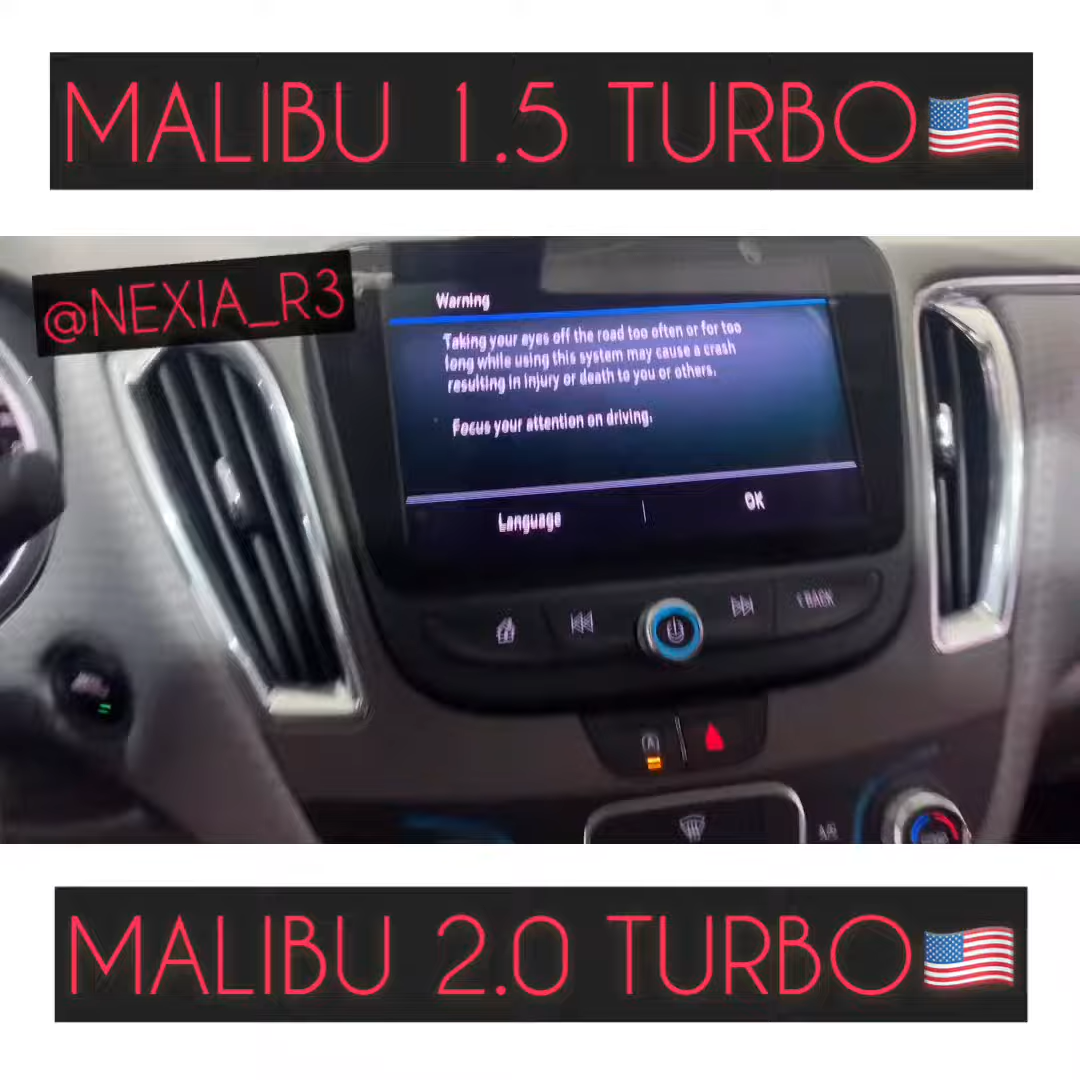 MALIBU 1.5 TURBO🇺🇸
@NEXIA_R3
Warning
Taking your eyes off the road too often or for too
long while using this system may cause a crash
resulting in injury or death to you or others.
Focus your attention on driving.
Language
OK
BACK
MALIBU 2.0 TURBO🇺🇸